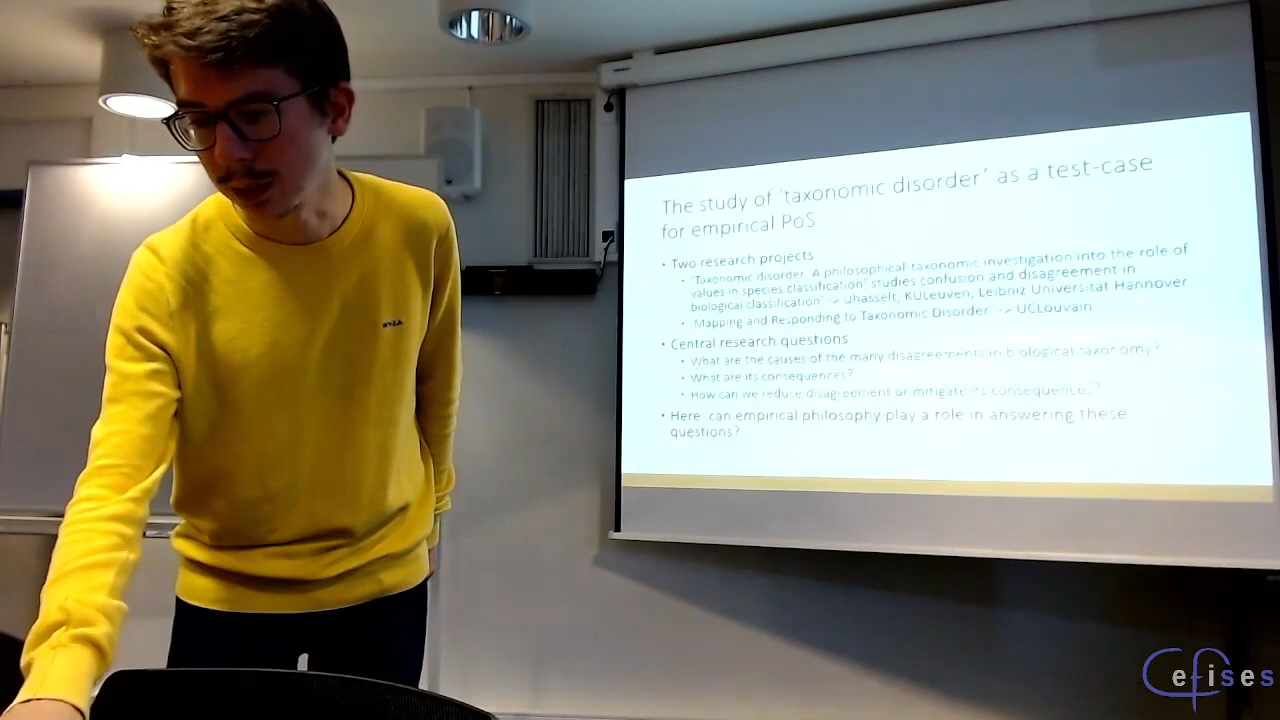 The study of 'taxonomic disorder' as a test-case
for empirical PoS
• Two research projects
• 'Taxonomic disorder. A philosophical-taxonomic investigation into the role of
values in species classification' studies confusion and disagreement in
biological classification' -> Uhasselt, KULeuven, Leibniz Universität Hannover
• 'Mapping and Responding to Taxonomic Disorder' -> UCLouvain
• Central research questions
• What are the causes of the many disagreements in biological taxonomy?
• What are its consequences?
• How can we reduce disagreement or mitigate its consequences?
• Here: can empirical philosophy play a role in answering these
questions?
Cefises